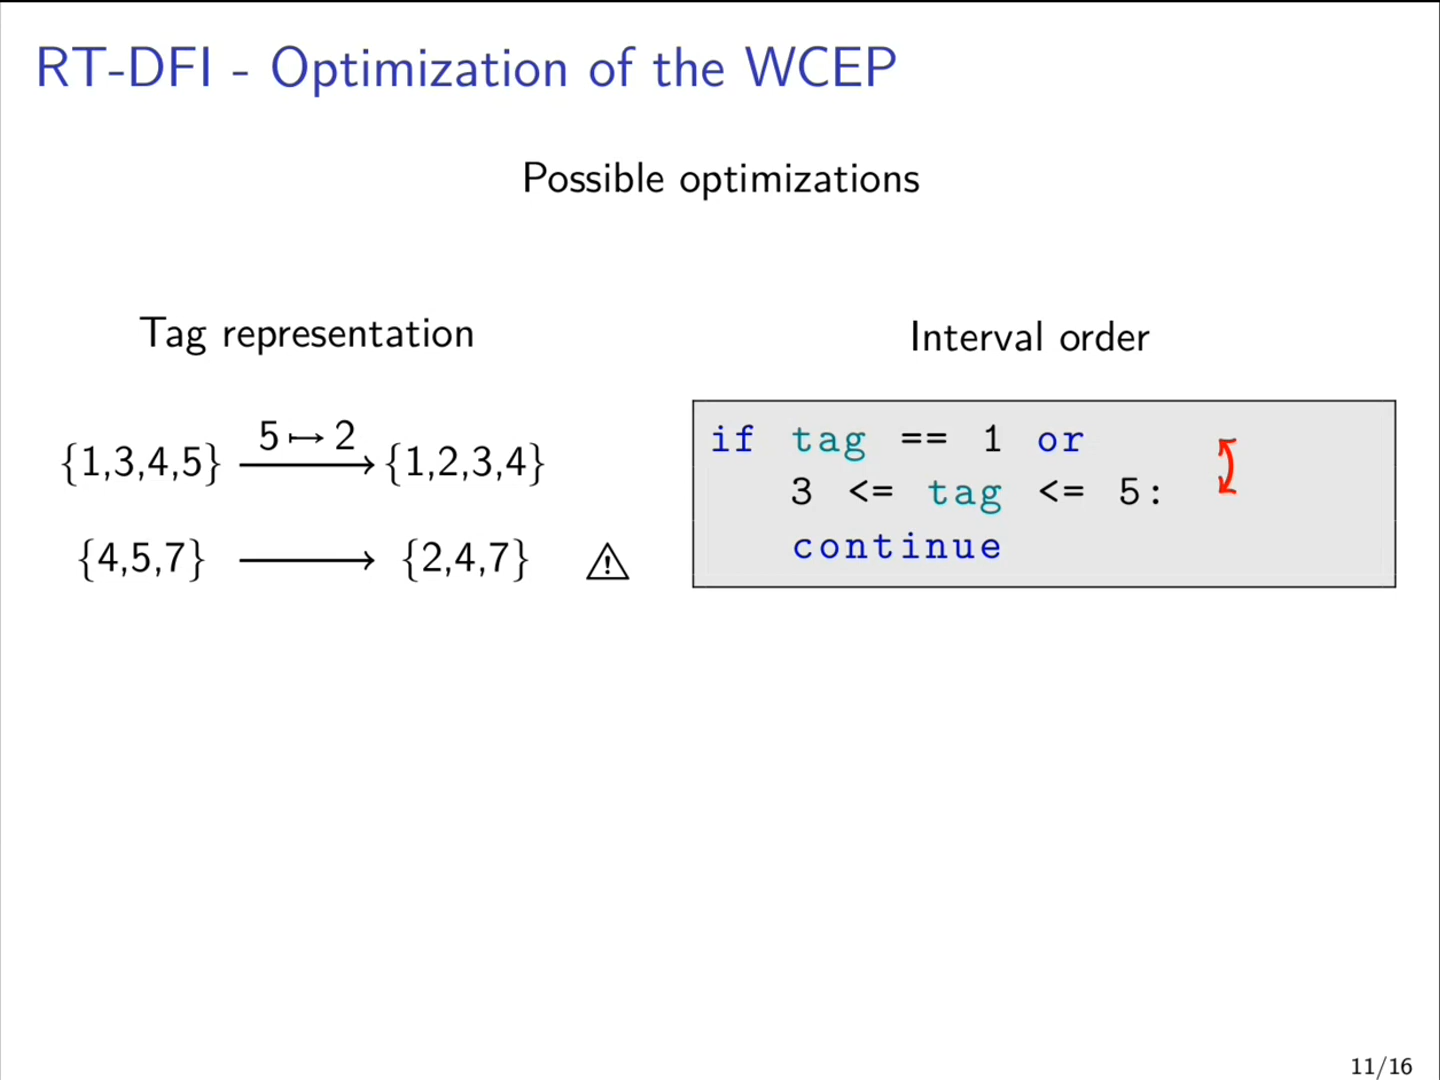 RT-DFI - Optimization of the WCEP
Possible optimizations
Tag representation
{1,3,4,5} 5 ↦ 2 ⟶ {1,2,3,4}
{4,5,7} ⟶ {2,4,7} ⚠
Interval order
if tag == 1 or
3 <= tag <= 5:
continue
11/16